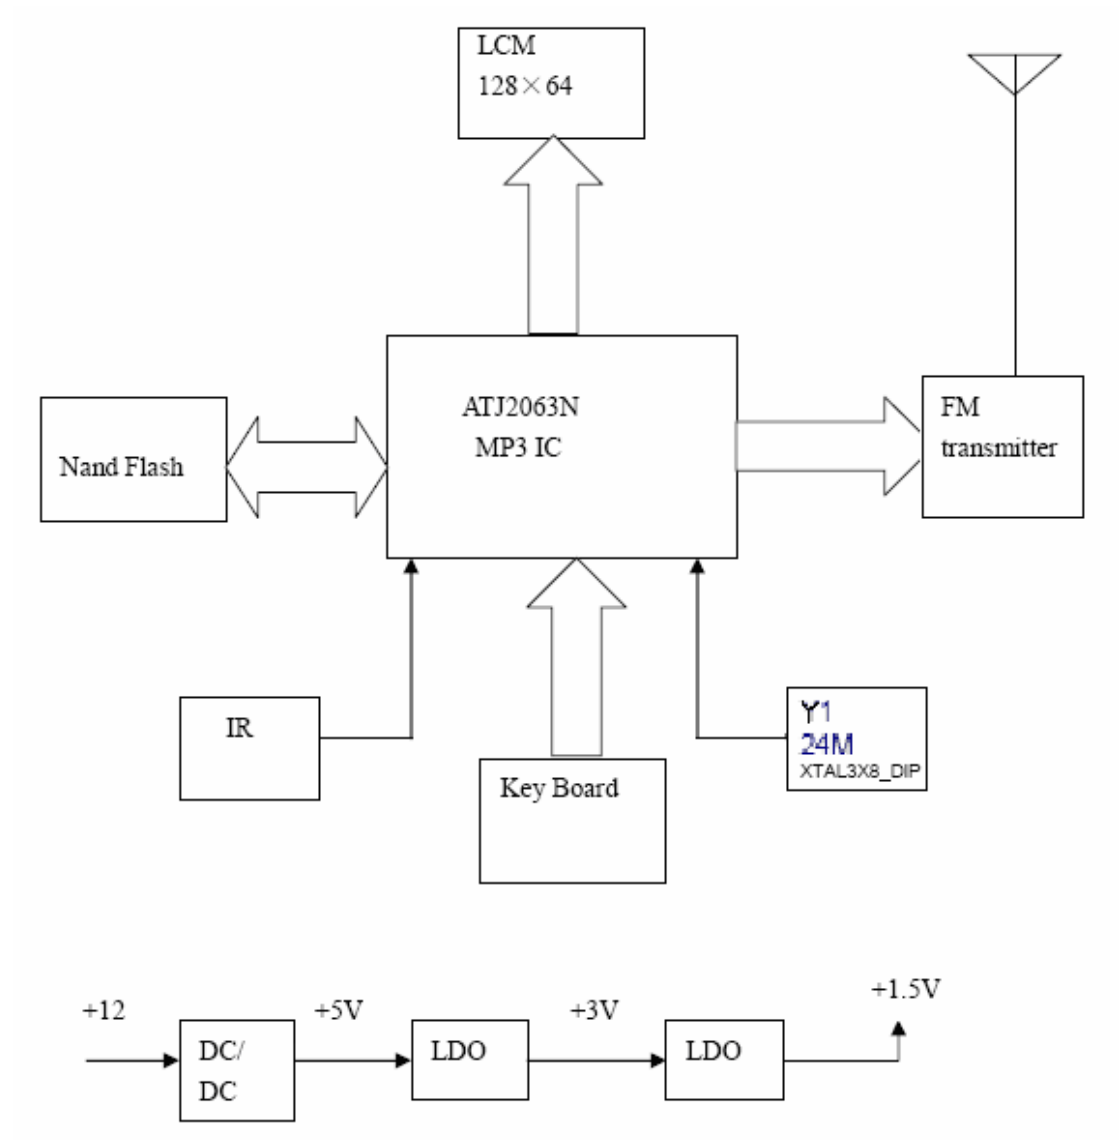 LCM
128×64
ATJ2063N
MP3 IC
FM
transmitter
Nand Flash
IR
Y1
24M
XTAL3X8_DIP
Key Board
+12
+5V
+3V
+1.5V
DC/
DC
LDO
LDO